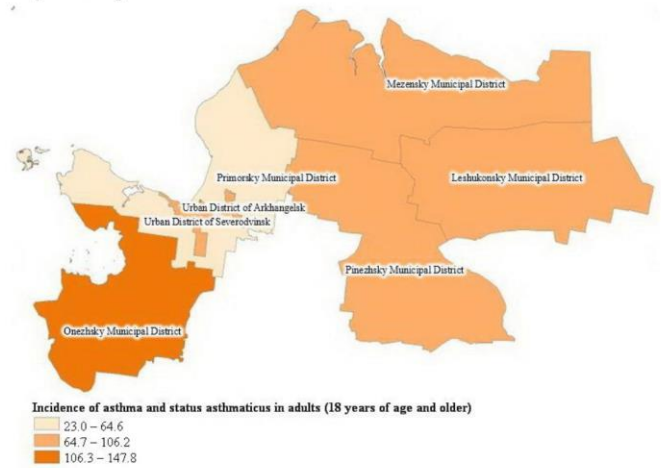 Mezensky Municipal District
Primorsky Municipal District
Leshukonsky Municipal District
Urban District of Arkhangelsk
Urban District of Severodvinsk
Pinezhsky Municipal District
Onezhsky Municipal District
Incidence of asthma and status asthmaticus in adults (18 years of age and older)
23.0 – 64.6
64.7 – 106.2
106.3 – 147.8